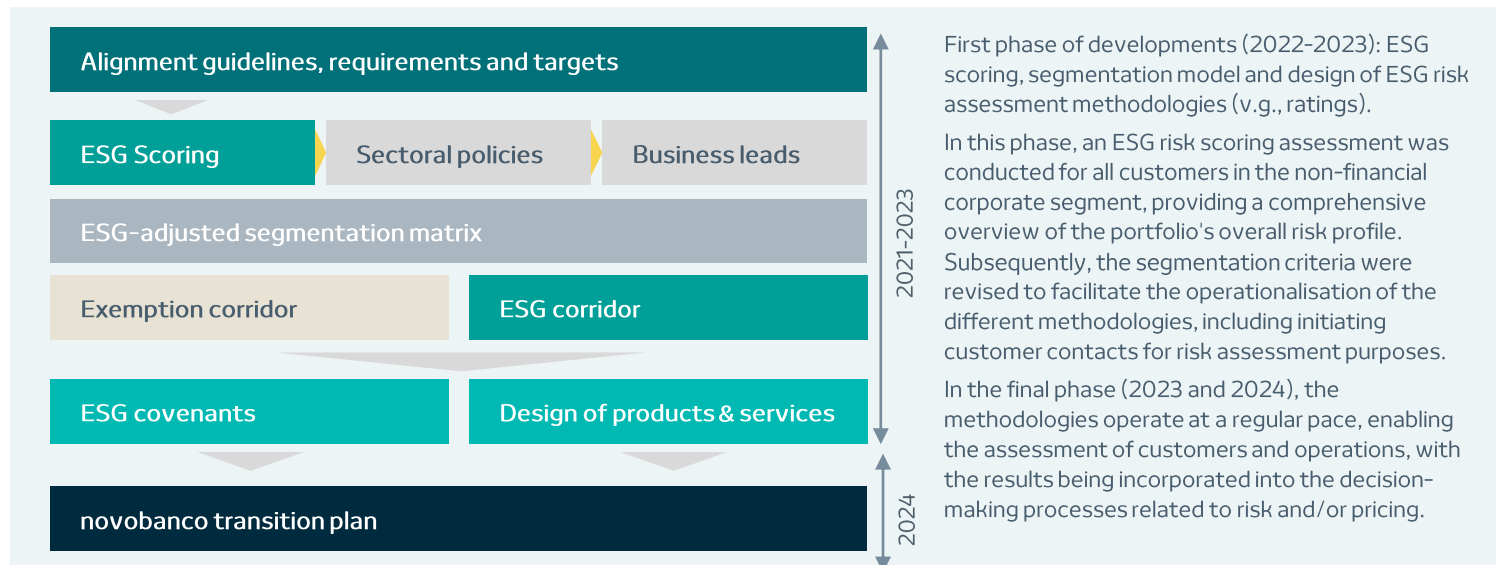 Alignment guidelines, requirements and targets
ESG Scoring
Sectoral policies
Business leads
ESG-adjusted segmentation matrix
Exemption corridor
ESG corridor
ESG covenants
Design of products & services
novobanco transition plan
2021-2023
2024
First phase of developments (2022-2023): ESG
scoring, segmentation model and design of ESG risk
assessment methodologies (v.g., ratings).
In this phase, an ESG risk scoring assessment was
conducted for all customers in the non-financial
corporate segment, providing a comprehensive
overview of the portfolio's overall risk profile.
Subsequently, the segmentation criteria were
revised to facilitate the operationalisation of the
different methodologies, including initiating
customer contacts for risk assessment purposes.
In the final phase (2023 and 2024), the
methodologies operate at a regular pace, enabling
the assessment of customers and operations, with
the results being incorporated into the decision-
making processes related to risk and/or pricing.